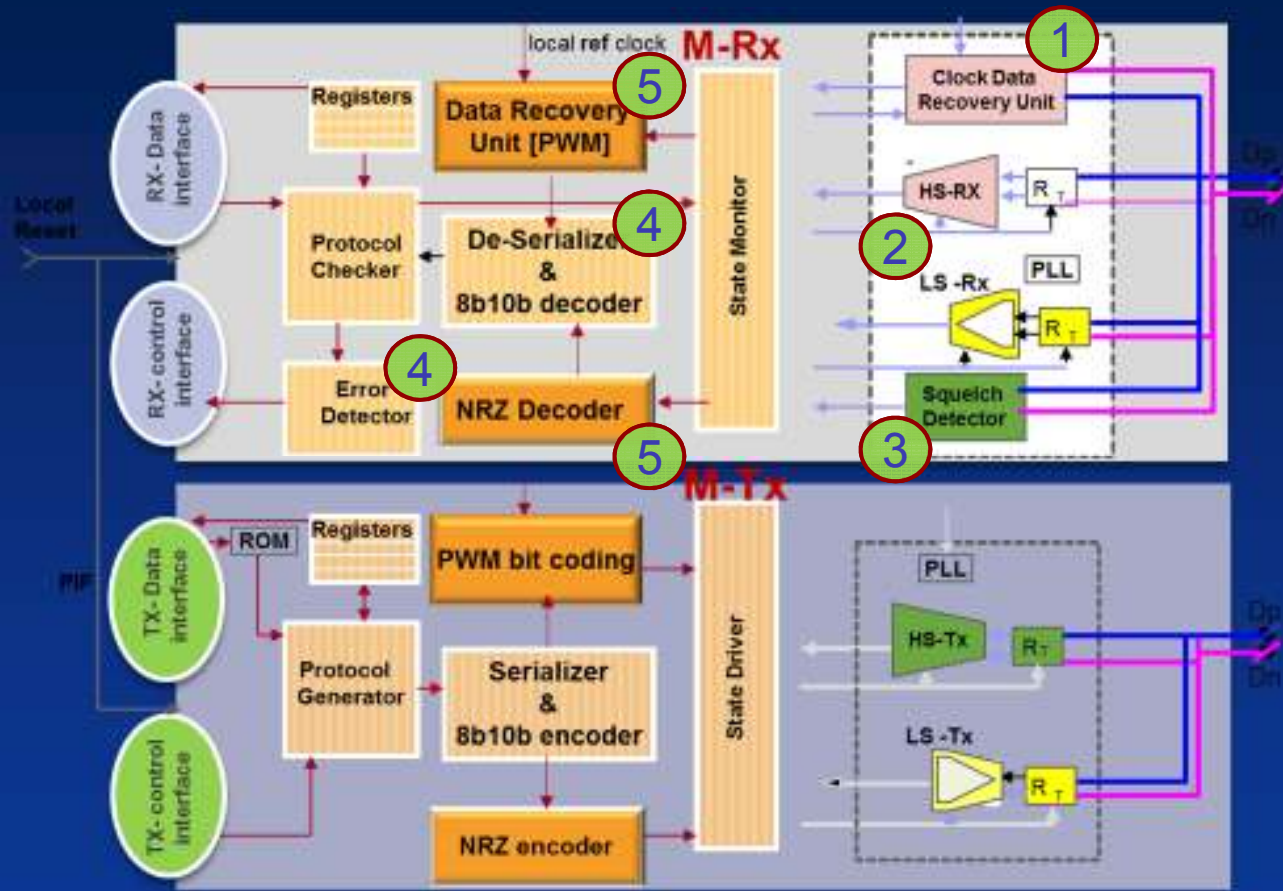 local ref clock
M-Rx
1
RX- Data
interface
Registers
Data Recovery
Unit [PWM]
5
Clock Data
Recovery Unit
Local
Reset
Protocol
Checker
De-Serializer
&
8b10b decoder
4
State Monitor
HS-RX
R T
Dp
Dn
2
PLL
LS -Rx
R T
RX- control
interface
Error
Detector
4
NRZ Decoder
5
Squelch
Detector
3
M-Tx
PIF
TX- Data
interface
ROM
Registers
PWM bit coding
State Driver
PLL
HS-Tx
R T
Dp
Dn
Protocol
Generator
Serializer
&
8b10b encoder
LS -Tx
R T
TX- control
interface
NRZ encoder